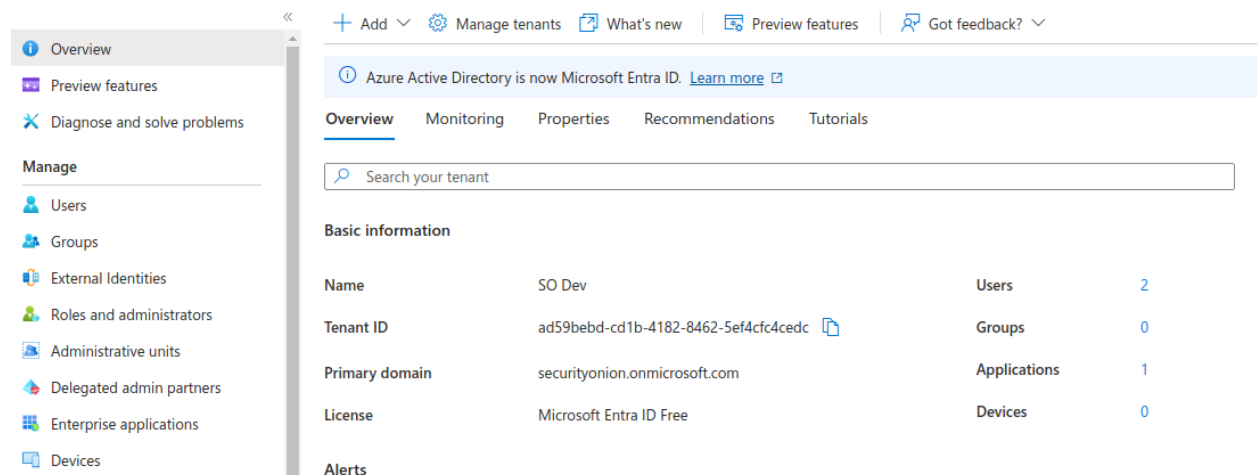 «
Overview
Preview features
Diagnose and solve problems
Manage
Users
Groups
External Identities
Roles and administrators
Administrative units
Delegated admin partners
Enterprise applications
Devices
Add Manage tenants What's new Preview features Got feedback?
Azure Active Directory is now Microsoft Entra ID. Learn more
Overview Monitoring Properties Recommendations Tutorials
Search your tenant
Basic information
Name SO Dev Users 2
Tenant ID ad59bebd-cd1b-4182-8462-5ef4cfc4cedc Groups 0
Primary domain securityonion.onmicrosoft.com Applications 1
License Microsoft Entra ID Free Devices 0
Alerts